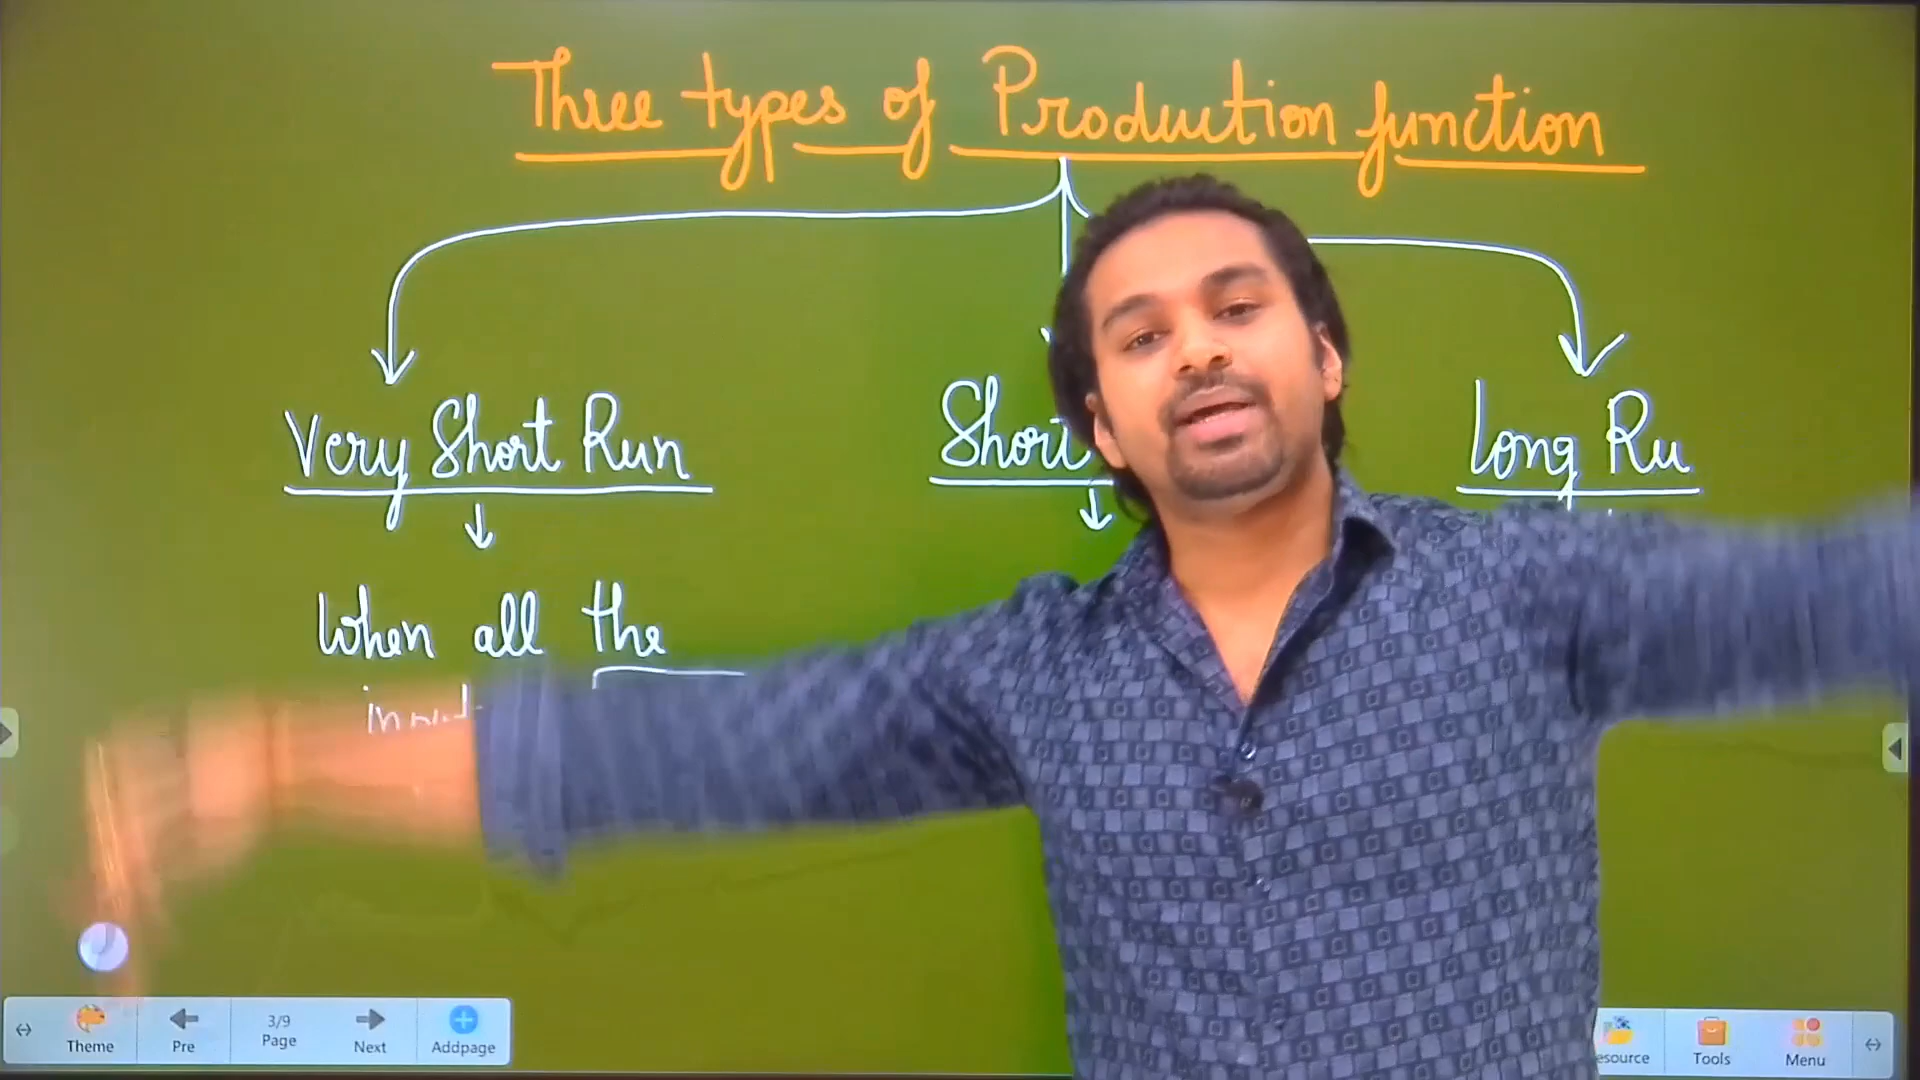 Three types of Production function
Very Short Run
Short
Long Ru
When all the
Theme
Pre
3/9
Page
Next
Addpage
esource
Tools
Menu